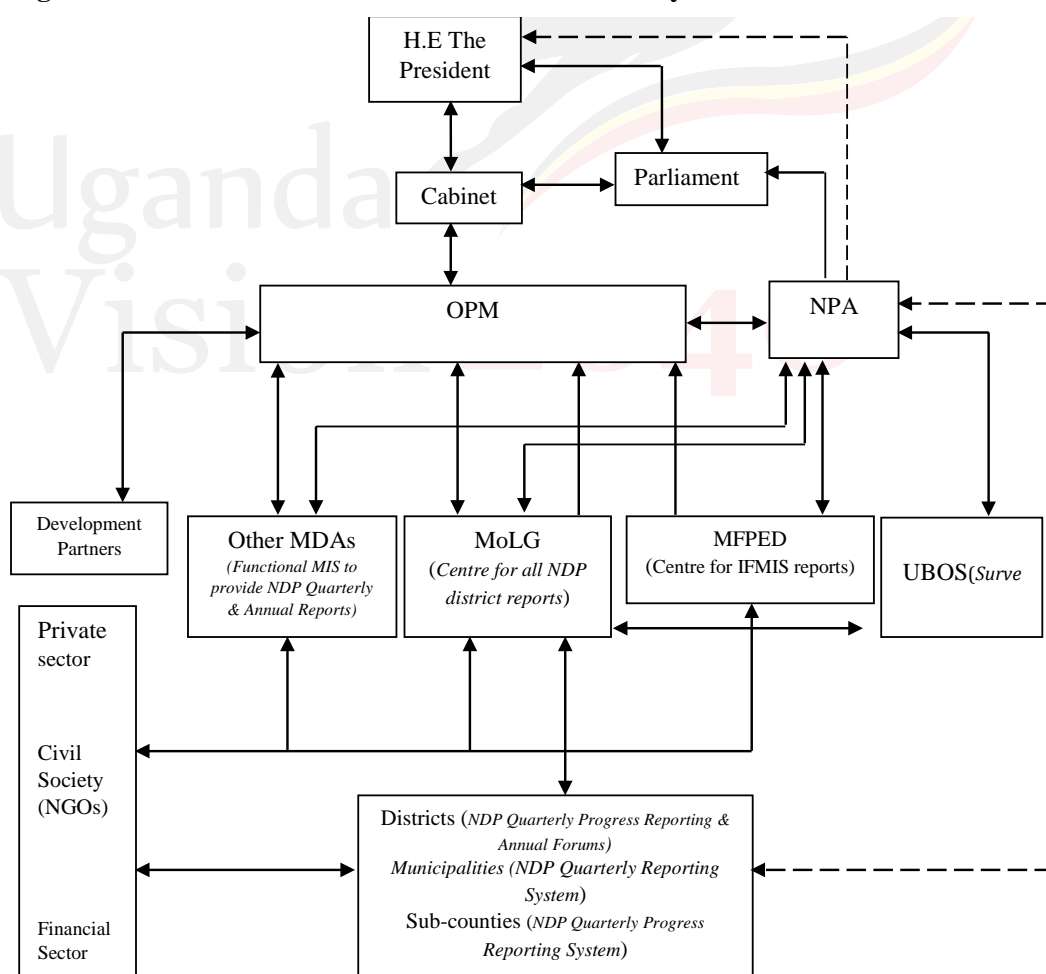 H.E The
President
Cabinet
Parliament
OPM
NPA
Uganda
Vision
Development
Partners
Other MDAs
(Functional MIS to
provide NDP Quarterly
& Annual Reports)
MoLG
(Centre for all NDP
district reports)
MFPED
(Centre for IFMIS reports)
UBOS(Surve
Private
sector
Civil
Society
(NGOs)
Financial
Sector
Districts (NDP Quarterly Progress Reporting &
Annual Forums)
Municipalities (NDP Quarterly Reporting
System)
Sub-counties (NDP Quarterly Progress
Reporting System)